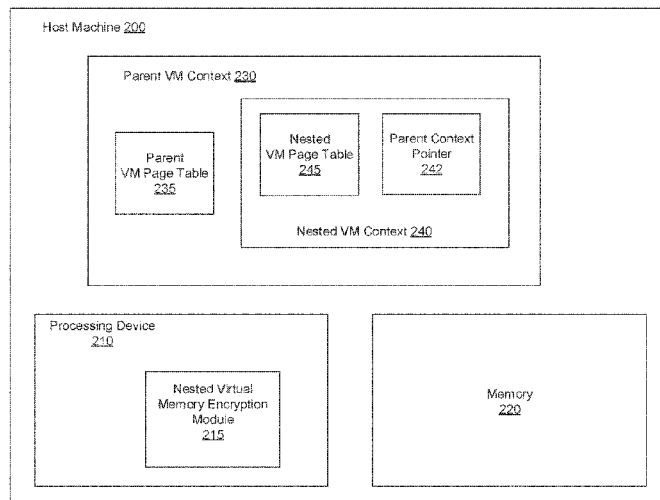 Host Machine 200
Parent VM Context 230
Parent
VM Page Table
235
Nested
VM Page Table
245
Parent Context
Pointer
242
Nested VM Context 240
Processing Device
210
Nested Virtual
Memory Encryption
Module
215
Memory
220